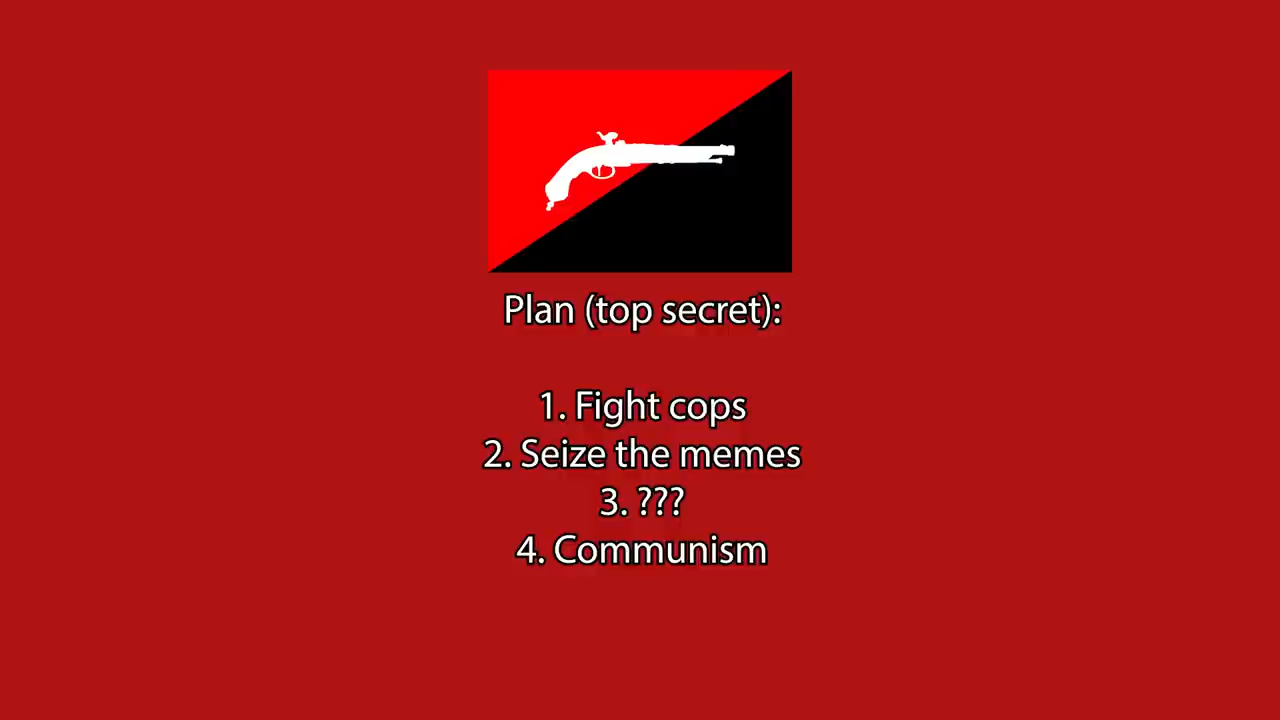 Plan (top secret):
1. Fight cops
2. Seize the memes
3. ???
4. Communism